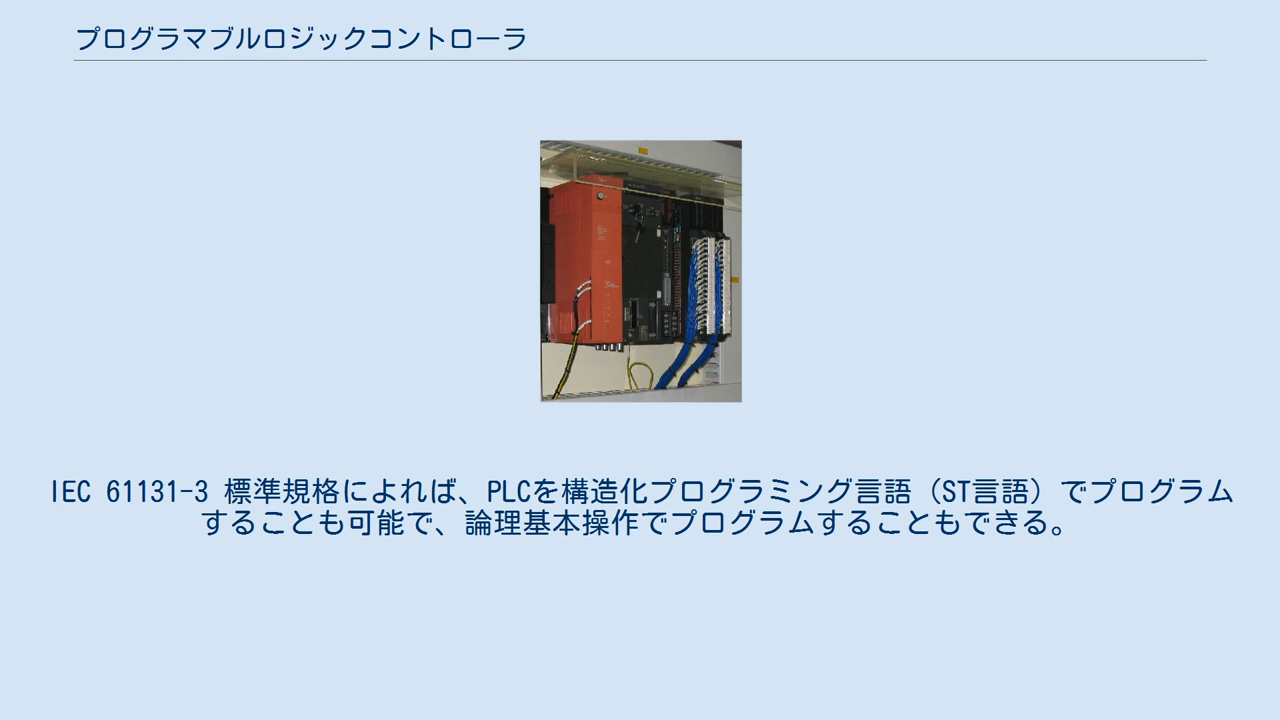 プログラマブルロジックコントローラ
IEC 61131-3 標準規格によれば、PLCを構造化プログラミング言語（ST言語）でプログラム
することも可能で、論理基本操作でプログラムすることもできる。